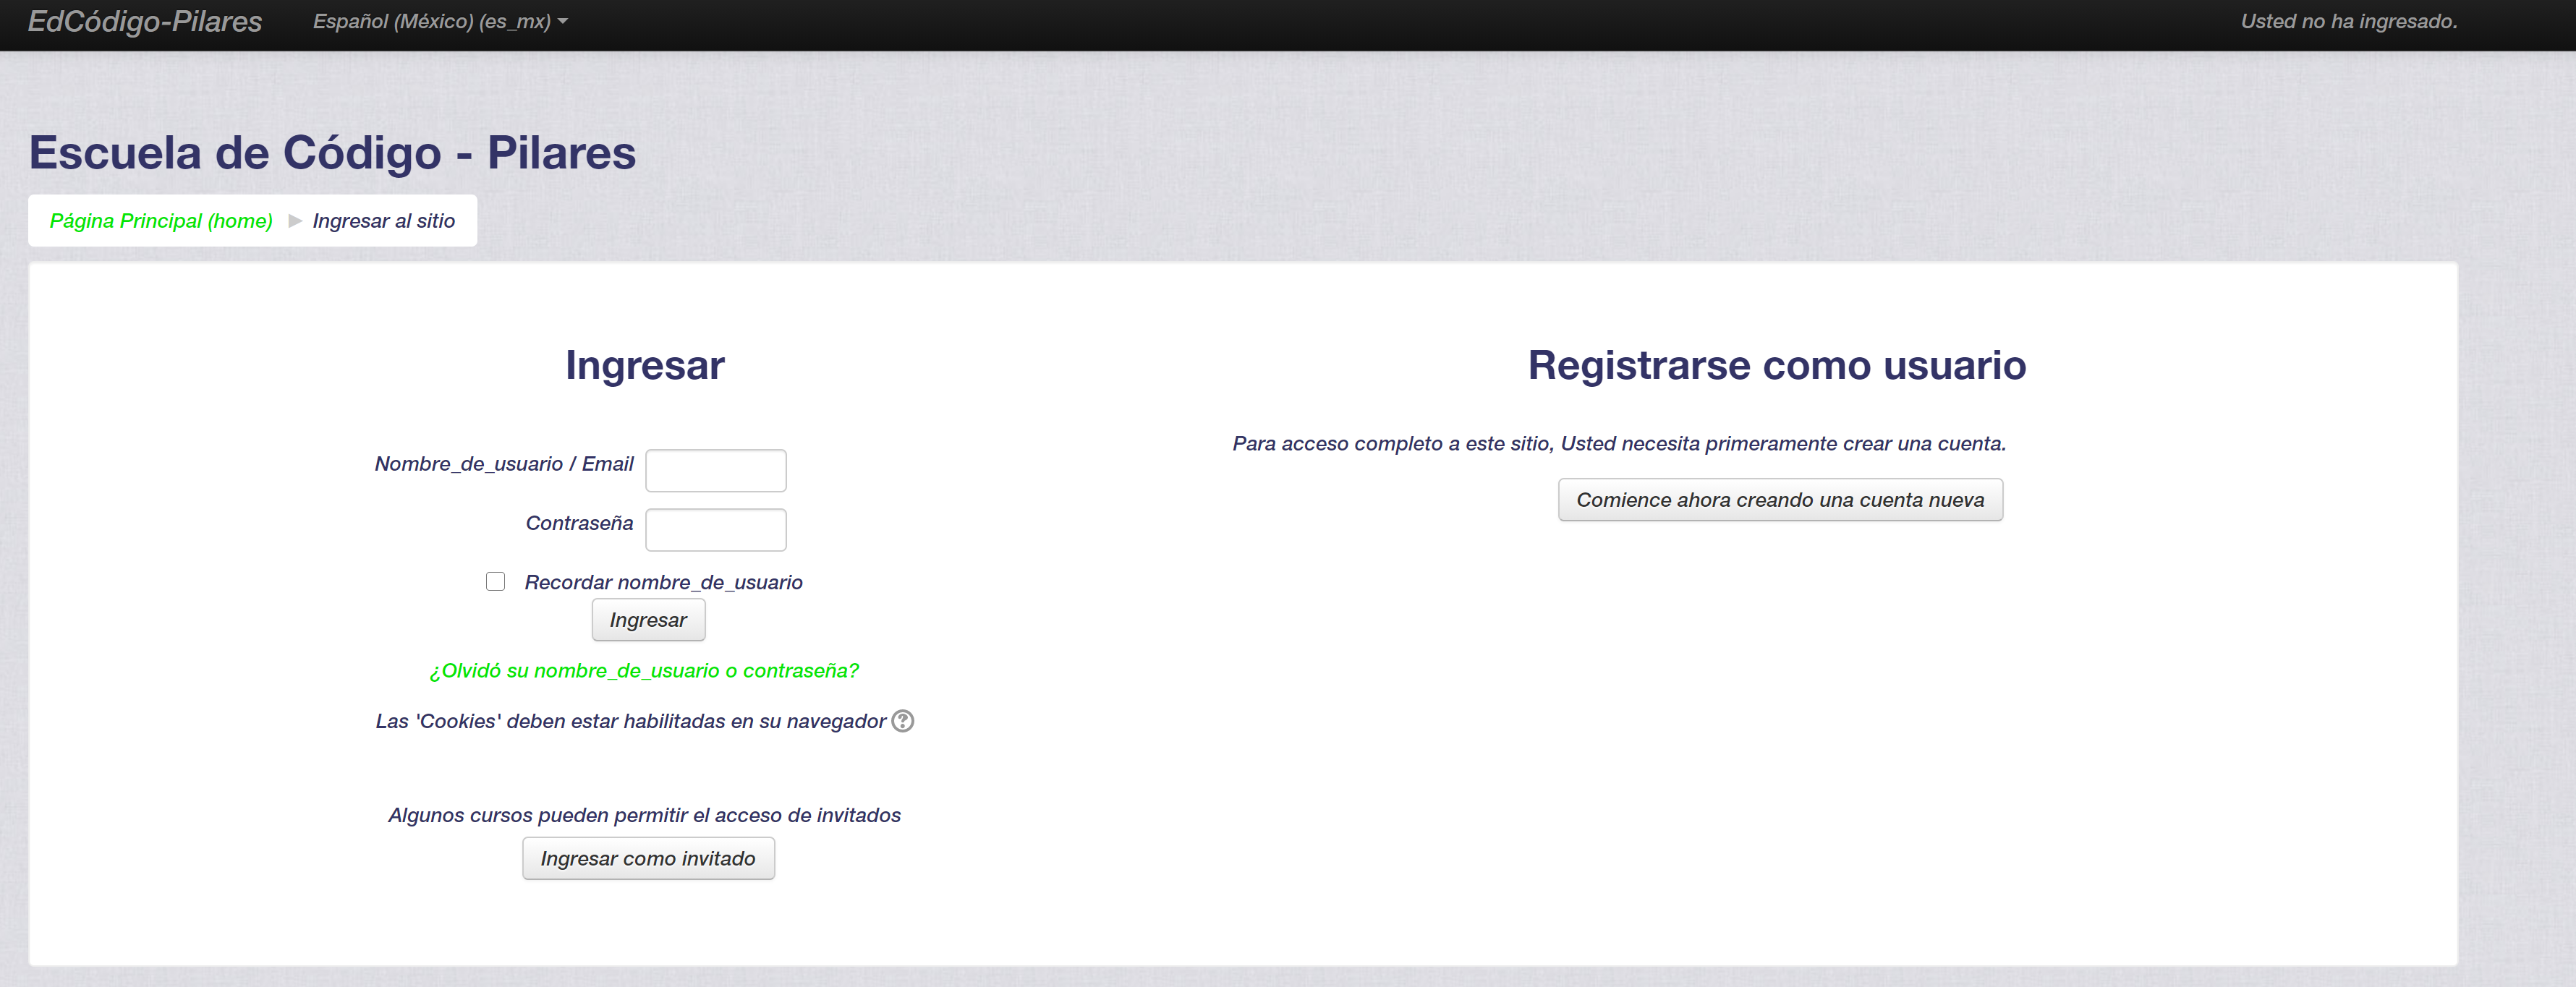 EdCódigo-Pilares Español (México) (es_mx) Usted no ha ingresado.
Escuela de Código - Pilares
Página Principal (home) Ingresar al sitio
Ingresar
Nombre_de_usuario / Email
Contraseña
Recordar nombre_de_usuario
Ingresar
¿Olvidó su nombre_de_usuario o contraseña?
Las 'Cookies' deben estar habilitadas en su navegador
Algunos cursos pueden permitir el acceso de invitados
Ingresar como invitado
Registrarse como usuario
Para acceso completo a este sitio, Usted necesita primeramente crear una cuenta.
Comience ahora creando una cuenta nueva